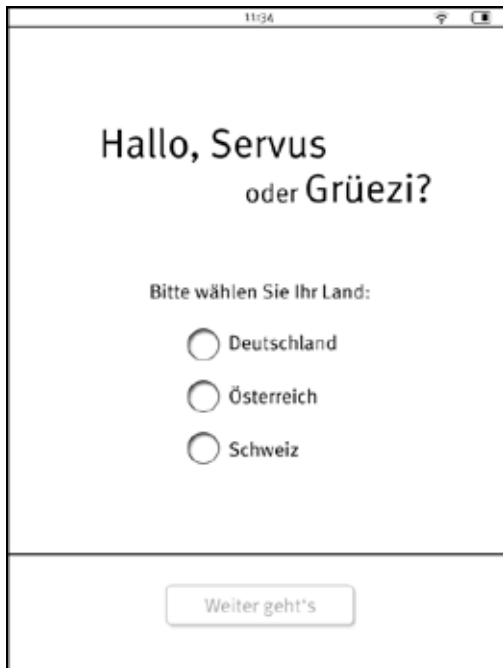 11:34
Hallo, Servus
oder Grüezi?
Bitte wählen Sie Ihr Land:
Deutschland
Österreich
Schweiz
Weiter geht's